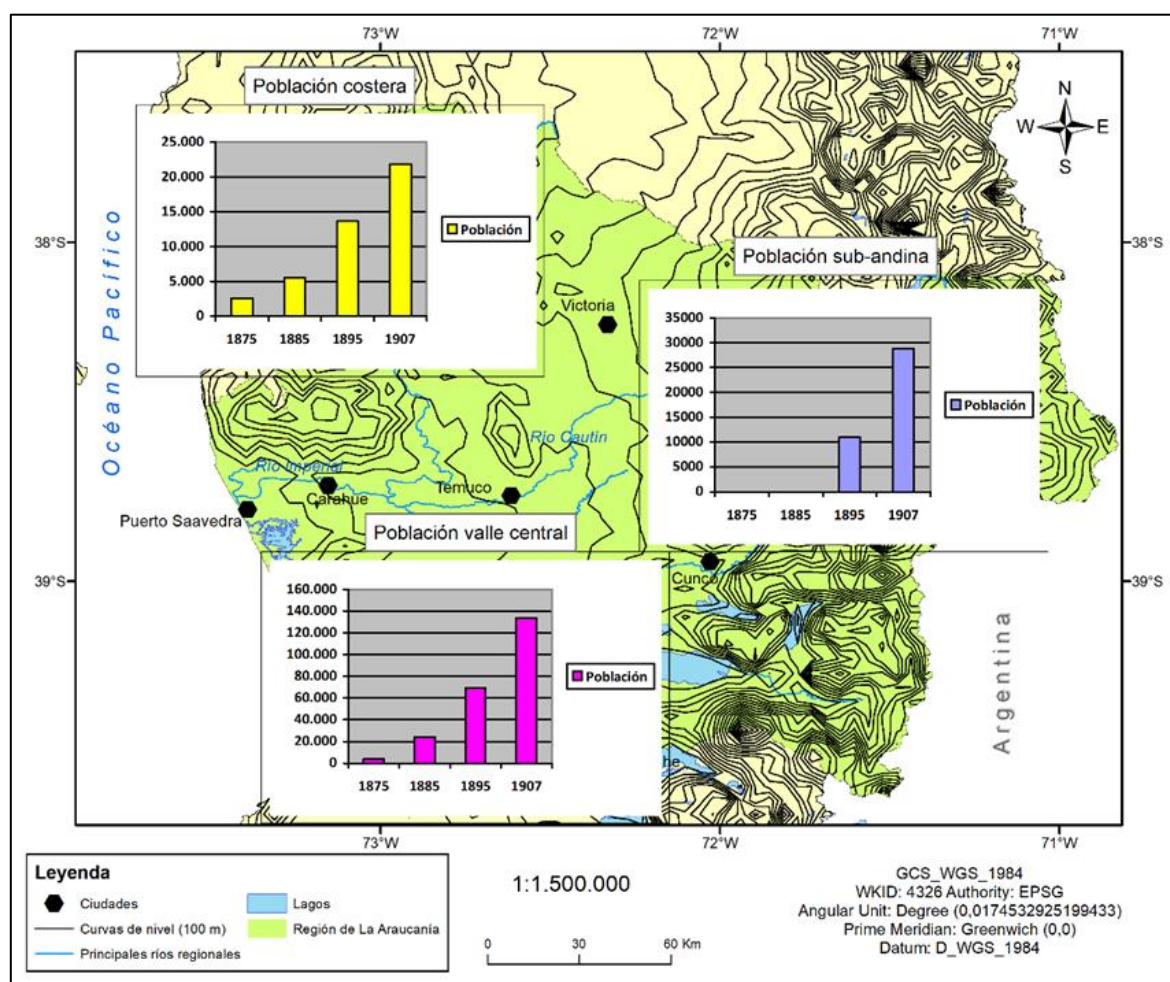 73°W
72°W
71°W
Población costera
N
W
E
S
25.000
20.000
15.000
10.000
5.000
0
1875
1885
1895
1907
Población
38°S
38°S
Océano Pacífico
Población sub-andina
Victoria
35000
30000
25000
20000
15000
10000
5000
0
1875
1885
1895
1907
Población
Río Cautín
Río Imperial
Carahue
Temuco
Puerto Saavedra
Población valle central
39°S
39°S
Cunco
160.000
140.000
120.000
100.000
80.000
60.000
40.000
20.000
0
1875
1885
1895
1907
Población
he
Argentina
73°W
72°W
71°W
Leyenda
Ciudades
Lagos
Curvas de nivel (100 m)
Región de La Araucanía
Principales ríos regionales
1:1.500.000
0
30
60 Km
GCS_WGS_1984
WKID: 4326 Authority: EPSG
Angular Unit: Degree (0,0174532925199433)
Prime Meridian: Greenwich (0,0)
Datum: D_WGS_1984